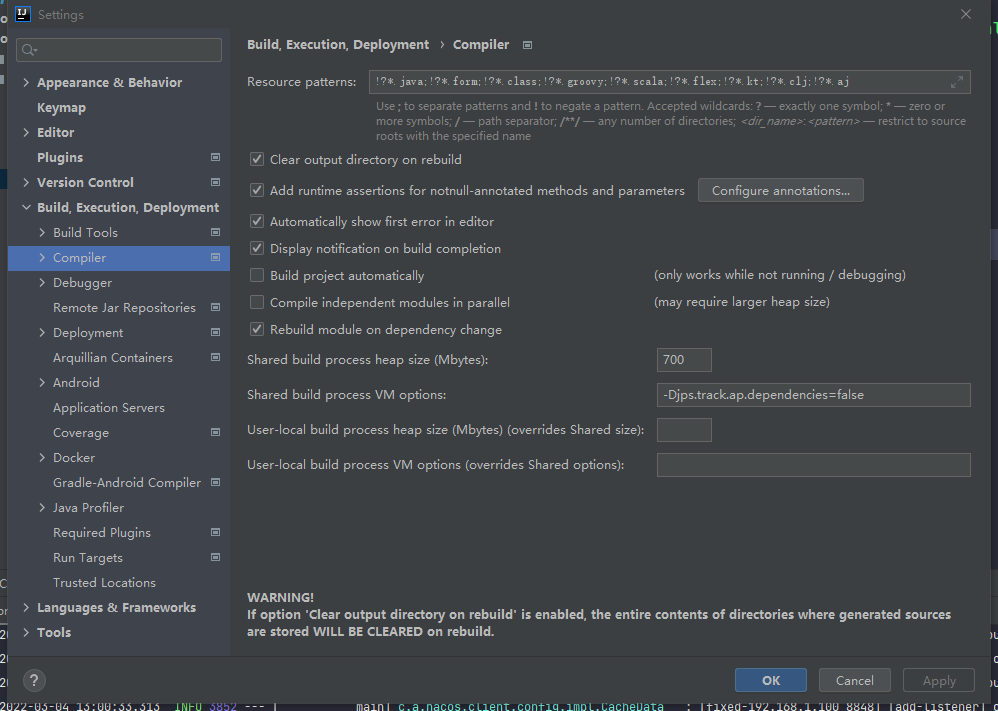 Settings
Build, Execution, Deployment › Compiler
Resource patterns: !?*.java;!?*.form;!?*.class;!?*.groovy;!?*.scala;!?*.flex;!?*.kt;!?*.clj;!?*.aj
Use ; to separate patterns and ! to negate a pattern. Accepted wildcards: ? — exactly one symbol; * — zero or
more symbols; / — path separator; /**/ — any number of directories; <dir_name>:<pattern> — restrict to source
roots with the specified name
Appearance & Behavior
Keymap
Editor
Plugins
Version Control
Build, Execution, Deployment
Build Tools
Compiler
Debugger
Remote Jar Repositories
Deployment
Arquillian Containers
Android
Application Servers
Coverage
Docker
Gradle-Android Compiler
Java Profiler
Required Plugins
Run Targets
Trusted Locations
Languages & Frameworks
Tools
Clear output directory on rebuild
Add runtime assertions for notnull-annotated methods and parameters Configure annotations...
Automatically show first error in editor
Display notification on build completion
Build project automatically (only works while not running / debugging)
Compile independent modules in parallel (may require larger heap size)
Rebuild module on dependency change
Shared build process heap size (Mbytes): 700
Shared build process VM options: -Djps.track.ap.dependencies=false
User-local build process heap size (Mbytes) (overrides Shared size):
User-local build process VM options (overrides Shared options):
WARNING!
If option 'Clear output directory on rebuild' is enabled, the entire contents of directories where generated sources
are stored WILL BE CLEARED on rebuild.
? OK Cancel Apply
2022-03-04 13:00:33.313 INFO 3852 --- [ main] c.a.nacos.client.config.impl.CacheData : [fixed-192.168.1.100_8848] [add-listener]